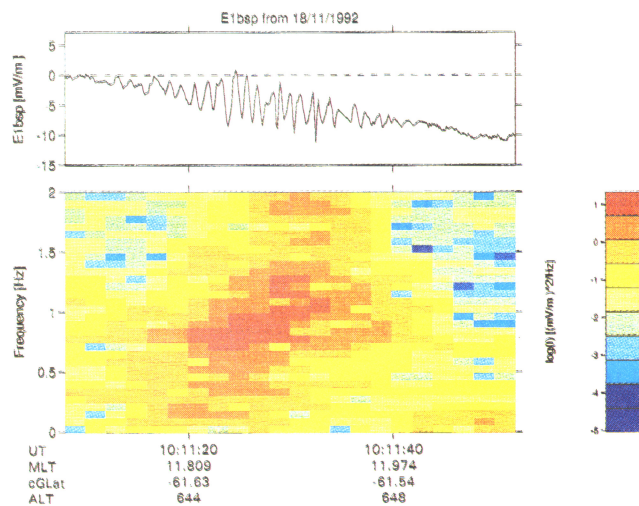 E1bsp from 18/11/1992
E1bsp [mV/m]
5
0
-5
-10
-15
Frequency [Hz]
2
1.5
1
0.5
0
log(f) [(mV/m)^2/Hz]
1
0
-1
-2
-3
-4
-5
UT 10:11:20 10:11:40
MLT 11.809 11.974
cGLat -61.63 -61.54
ALT 644 648